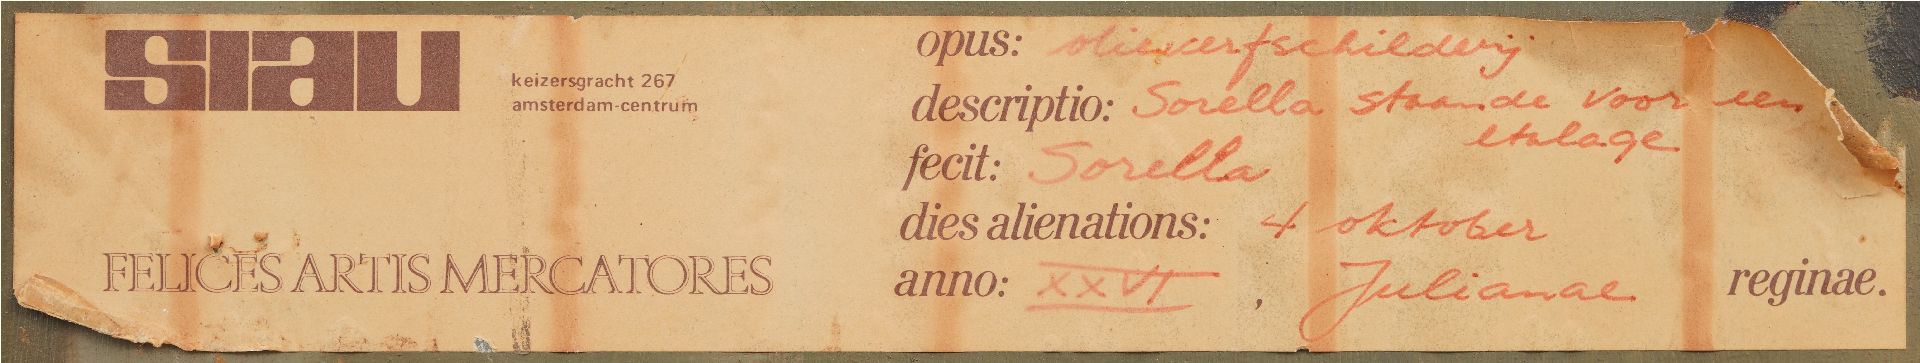 siau
keizersgracht 267
amsterdam-centrum
FELICES ARTIS MERCATORES
opus: olieverfschilderij
descriptio: Sorella staande voor een
etalage
fecit: Sorella
dies alienations: 4 oktober
anno: XXVI, Julianae reginae.